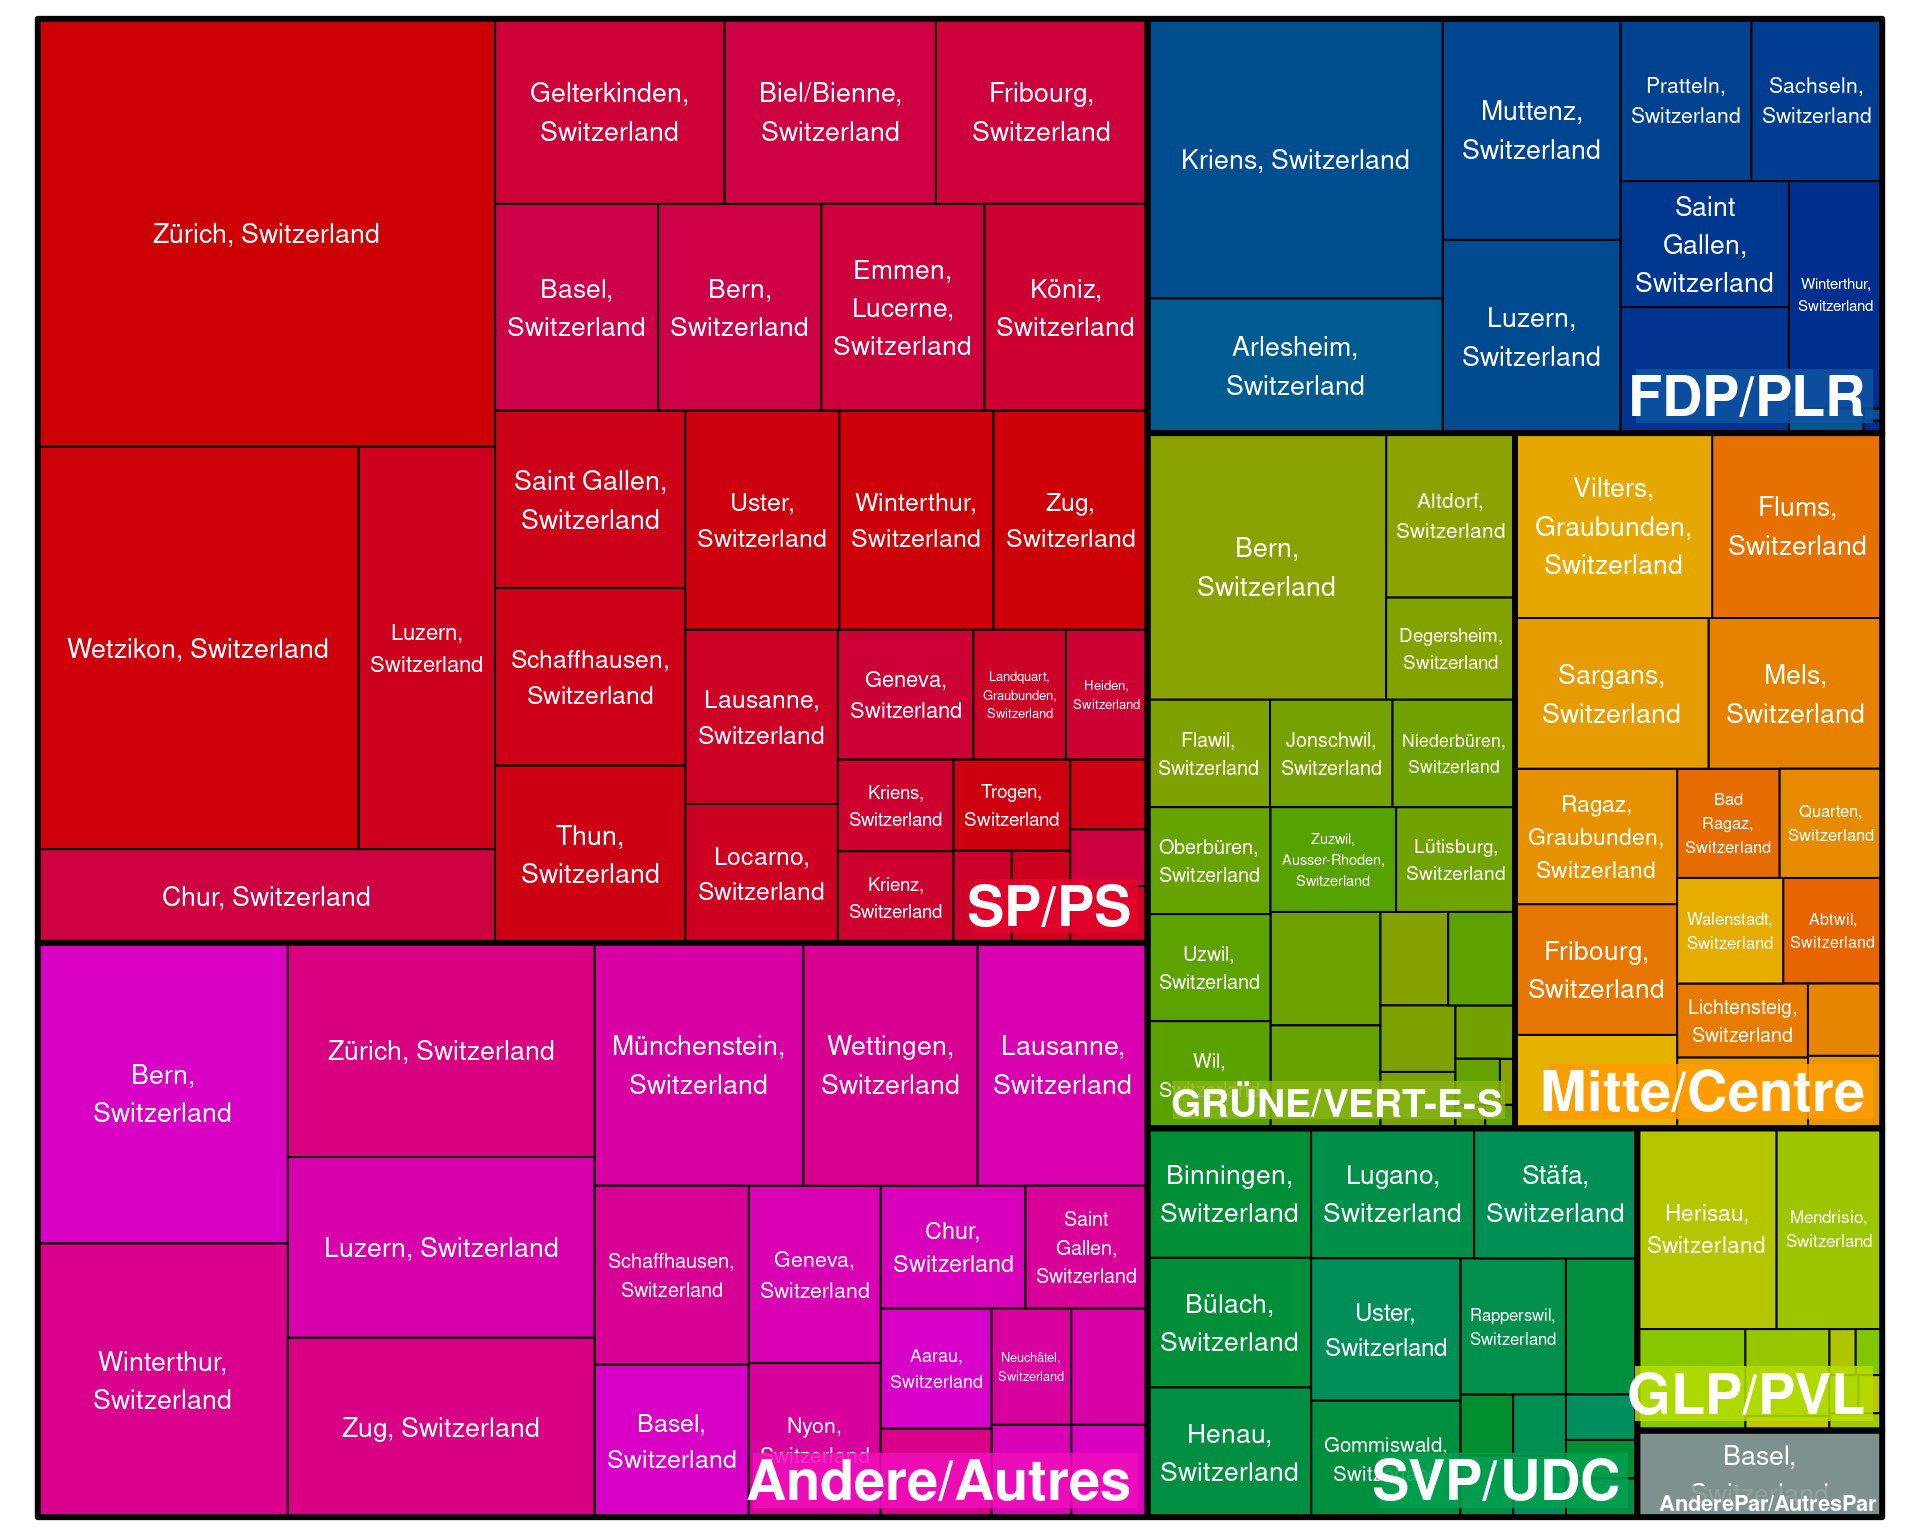 Zürich, Switzerland
Gelterkinden,
Switzerland
Biel/Bienne,
Switzerland
Fribourg,
Switzerland
Basel,
Switzerland
Bern,
Switzerland
Emmen,
Lucerne,
Switzerland
Köniz,
Switzerland
Wetzikon, Switzerland
Luzern,
Switzerland
Chur, Switzerland
Saint Gallen,
Switzerland
Uster,
Switzerland
Winterthur,
Switzerland
Zug,
Switzerland
Schaffhausen,
Switzerland
Thun,
Switzerland
Lausanne,
Switzerland
Locarno,
Switzerland
Geneva,
Switzerland
Landquart,
Graubunden,
Switzerland
Heiden,
Switzerland
Kriens,
Switzerland
Trogen,
Switzerland
Krienz,
Switzerland
SP/PS
Bern,
Switzerland
Winterthur,
Switzerland
Zürich, Switzerland
Luzern, Switzerland
Zug, Switzerland
Münchenstein,
Switzerland
Wettingen,
Switzerland
Lausanne,
Switzerland
Schaffhausen,
Switzerland
Geneva,
Switzerland
Chur,
Switzerland
Saint
Gallen,
Switzerland
Basel,
Switzerland
Nyon,
Switzerland
Aarau,
Switzerland
Neuchâtel,
Switzerland
Andere/Autres
Kriens, Switzerland
Arlesheim,
Switzerland
Muttenz,
Switzerland
Luzern,
Switzerland
Pratteln,
Switzerland
Sachseln,
Switzerland
Saint
Gallen,
Switzerland
Winterthur,
Switzerland
FDP/PLR
Bern,
Switzerland
Altdorf,
Switzerland
Degersheim,
Switzerland
Flawil,
Switzerland
Jonschwil,
Switzerland
Niederbüren,
Switzerland
Oberbüren,
Switzerland
Zuzwil,
Ausser-Rhoden,
Switzerland
Lütisburg,
Switzerland
Uzwil,
Switzerland
Wil,
Switzerland
GRÜNE/VERT-E-S
Vilters,
Graubunden,
Switzerland
Flums,
Switzerland
Sargans,
Switzerland
Mels,
Switzerland
Ragaz,
Graubunden,
Switzerland
Bad
Ragaz,
Switzerland
Quarten,
Switzerland
Fribourg,
Switzerland
Walenstadt,
Switzerland
Abtwil,
Switzerland
Lichtensteig,
Switzerland
Mitte/Centre
Binningen,
Switzerland
Lugano,
Switzerland
Stäfa,
Switzerland
Bülach,
Switzerland
Uster,
Switzerland
Rapperswil,
Switzerland
Henau,
Switzerland
Gommiswald,
Switzerland
SVP/UDC
Herisau,
Switzerland
Mendrisio,
Switzerland
GLP/PVL
Basel,
Switzerland
AnderePar/AutresPar